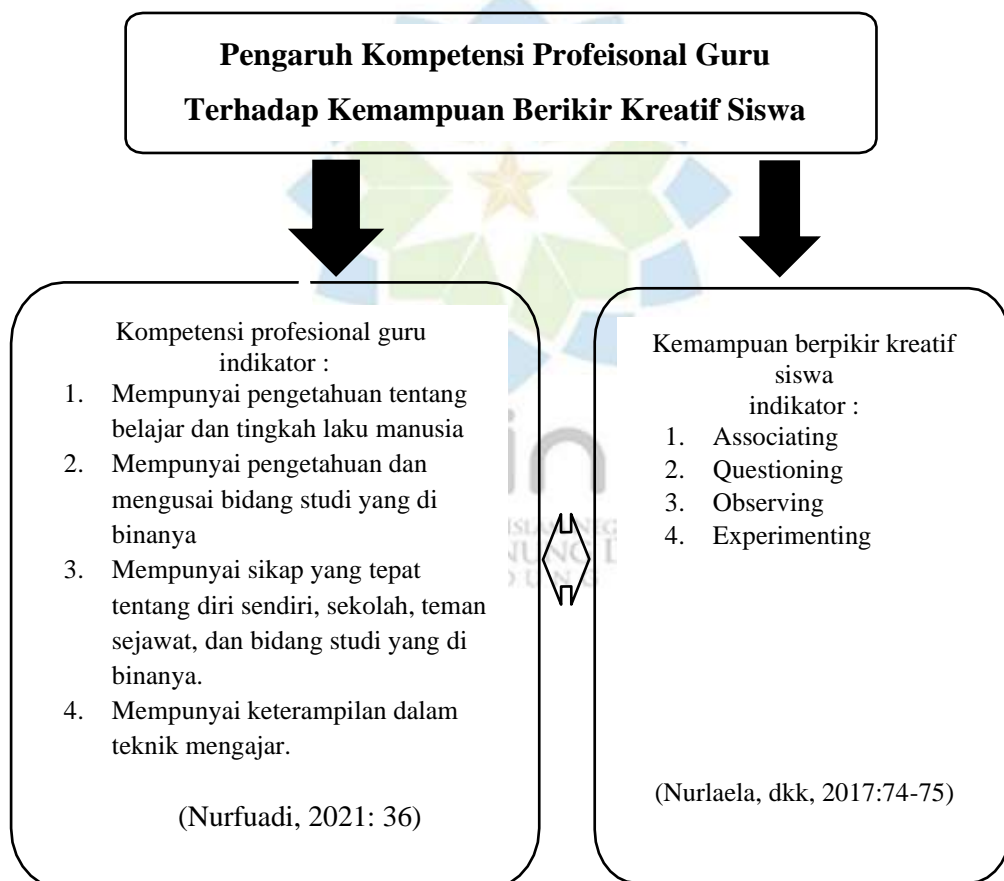 Pengaruh Kompetensi Profeisonal Guru
Terhadap Kemampuan Berikir Kreatif Siswa
Kompetensi profesional guru
indikator :
1. Mempunyai pengetahuan tentang
belajar dan tingkah laku manusia
2. Mempunyai pengetahuan dan
mengusai bidang studi yang di
binanya
3. Mempunyai sikap yang tepat
tentang diri sendiri, sekolah, teman
sejawat, dan bidang studi yang di
binanya.
4. Mempunyai keterampilan dalam
teknik mengajar.
(Nurfuadi, 2021: 36)
Kemampuan berpikir kreatif
siswa
indikator :
1. Associating
2. Questioning
3. Observing
4. Experimenting
(Nurlaela, dkk, 2017:74-75)